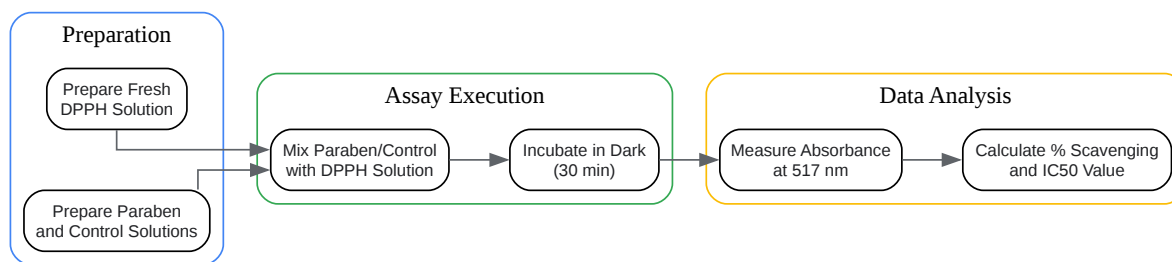 Preparation
Prepare Fresh
DPPH Solution
Prepare Paraben
and Control Solutions
Assay Execution
Mix Paraben/Control
with DPPH Solution
Incubate in Dark
(30 min)
Data Analysis
Measure Absorbance
at 517 nm
Calculate % Scavenging
and IC50 Value